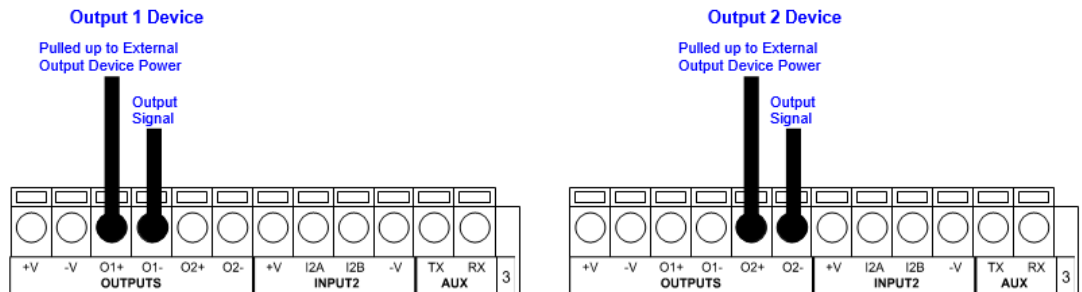 Output 1 Device
Pulled up to External
Output Device Power
Output
Signal
+V -V O1+ O1- O2+ O2- +V I2A I2B -V TX RX
OUTPUTS INPUT2 AUX 3
Output 2 Device
Pulled up to External
Output Device Power
Output
Signal
+V -V O1+ O1- O2+ O2- +V I2A I2B -V TX RX
OUTPUTS INPUT2 AUX 3